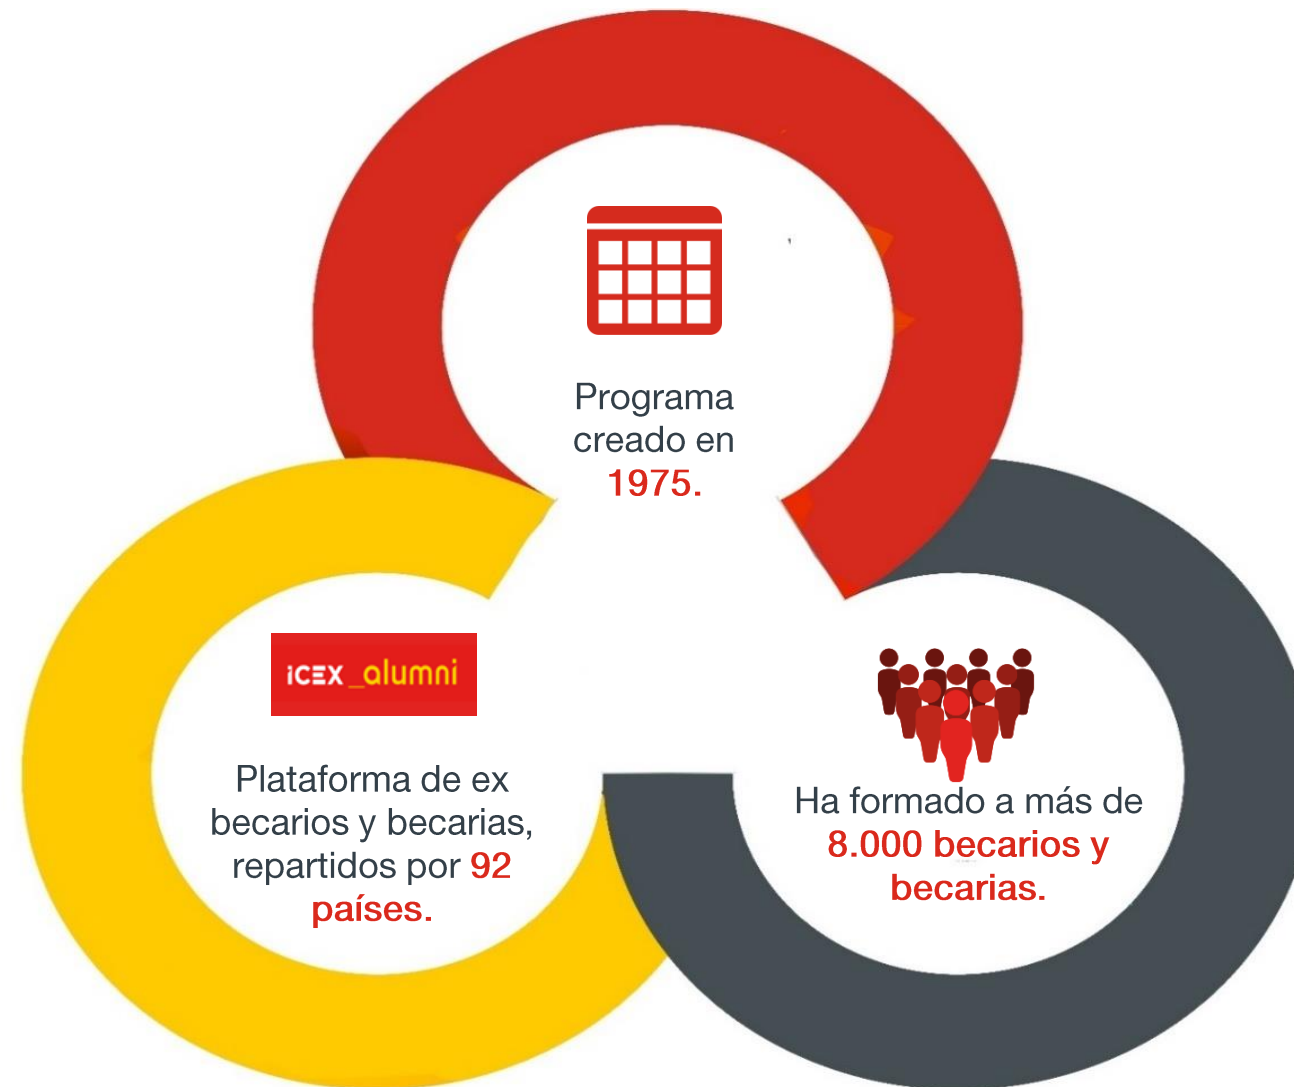 Programa
creado en
1975.
iCEX_alumni
Plataforma de ex
becarios y becarias,
repartidos por 92
países.
Ha formado a más de
8.000 becarios y
becarias.